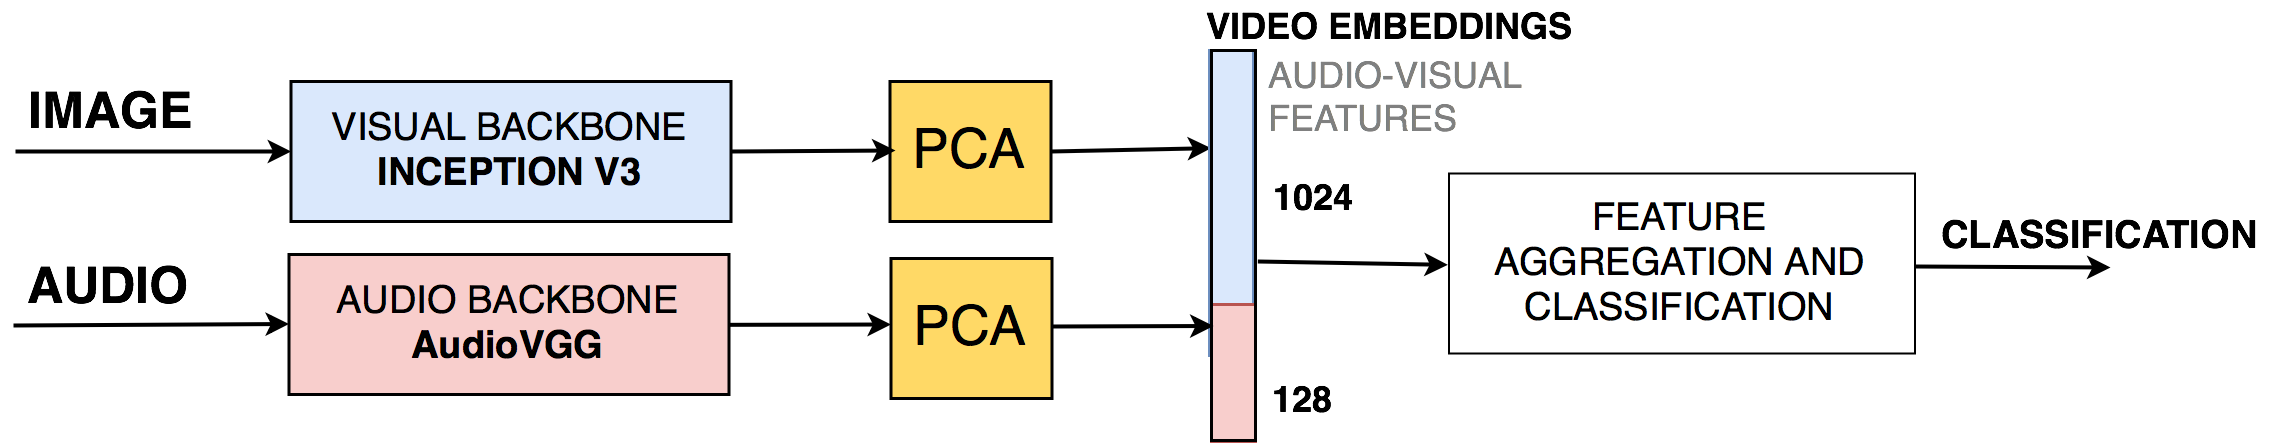 VIDEO EMBEDDINGS
AUDIO-VISUAL
FEATURES
IMAGE
VISUAL BACKBONE
INCEPTION V3
PCA
1024
AUDIO
AUDIO BACKBONE
AudioVGG
PCA
128
FEATURE
AGGREGATION AND
CLASSIFICATION
CLASSIFICATION